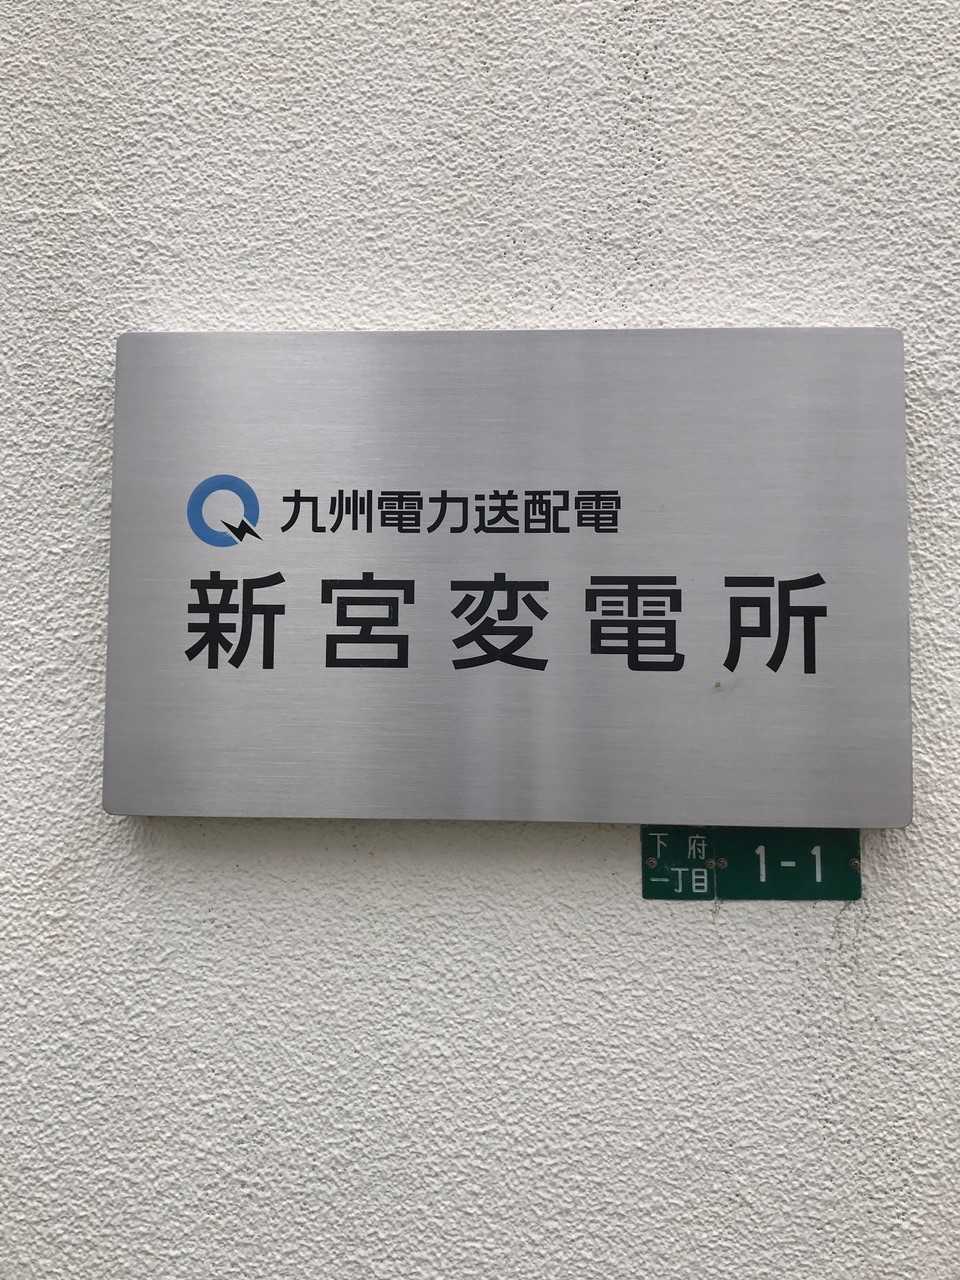 九州電力送配電
新宮変電所
下府
一丁目
1-1